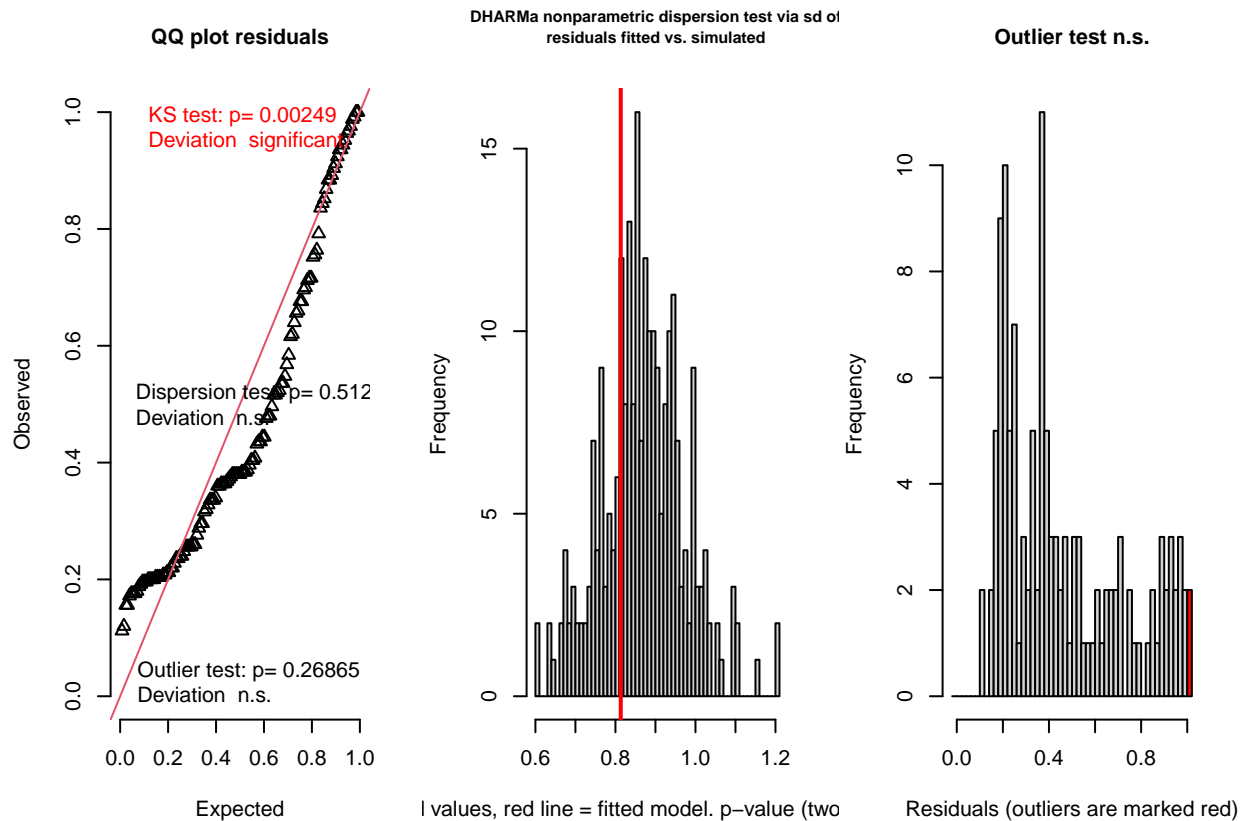 QQ plot residuals
KS test: p= 0.00249
Deviation significant
Dispersion test: p= 0.512
Deviation n.s.
Outlier test: p= 0.26865
Deviation n.s.
Observed
0.0 0.2 0.4 0.6 0.8 1.0
0.0 0.2 0.4 0.6 0.8 1.0
Expected
DHARMa nonparametric dispersion test via sd of
residuals fitted vs. simulated
Frequency
0 5 10 15
0.6 0.8 1.0 1.2
l values, red line = fitted model. p−value (two
Outlier test n.s.
Frequency
0 2 4 6 8 10
0.0 0.4 0.8
Residuals (outliers are marked red)